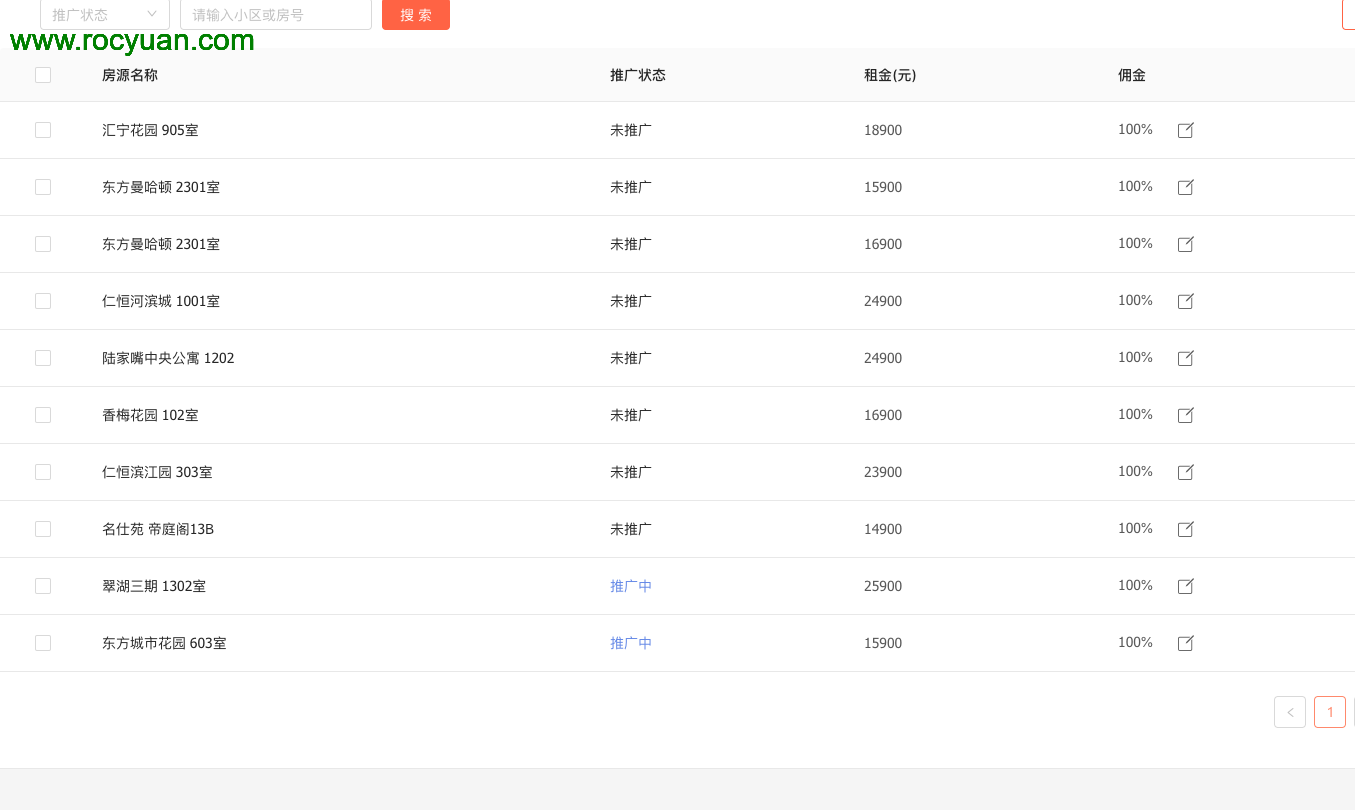 推广状态 请输入小区或房号 搜 索
www.rocyuan.com
房源名称 推广状态 租金(元) 佣金
汇宁花园 905室 未推广 18900 100%
东方曼哈顿 2301室 未推广 15900 100%
东方曼哈顿 2301室 未推广 16900 100%
仁恒河滨城 1001室 未推广 24900 100%
陆家嘴中央公寓 1202 未推广 24900 100%
香梅花园 102室 未推广 16900 100%
仁恒滨江园 303室 未推广 23900 100%
名仕苑 帝庭阁13B 未推广 14900 100%
翠湖三期 1302室 推广中 25900 100%
东方城市花园 603室 推广中 15900 100%
1